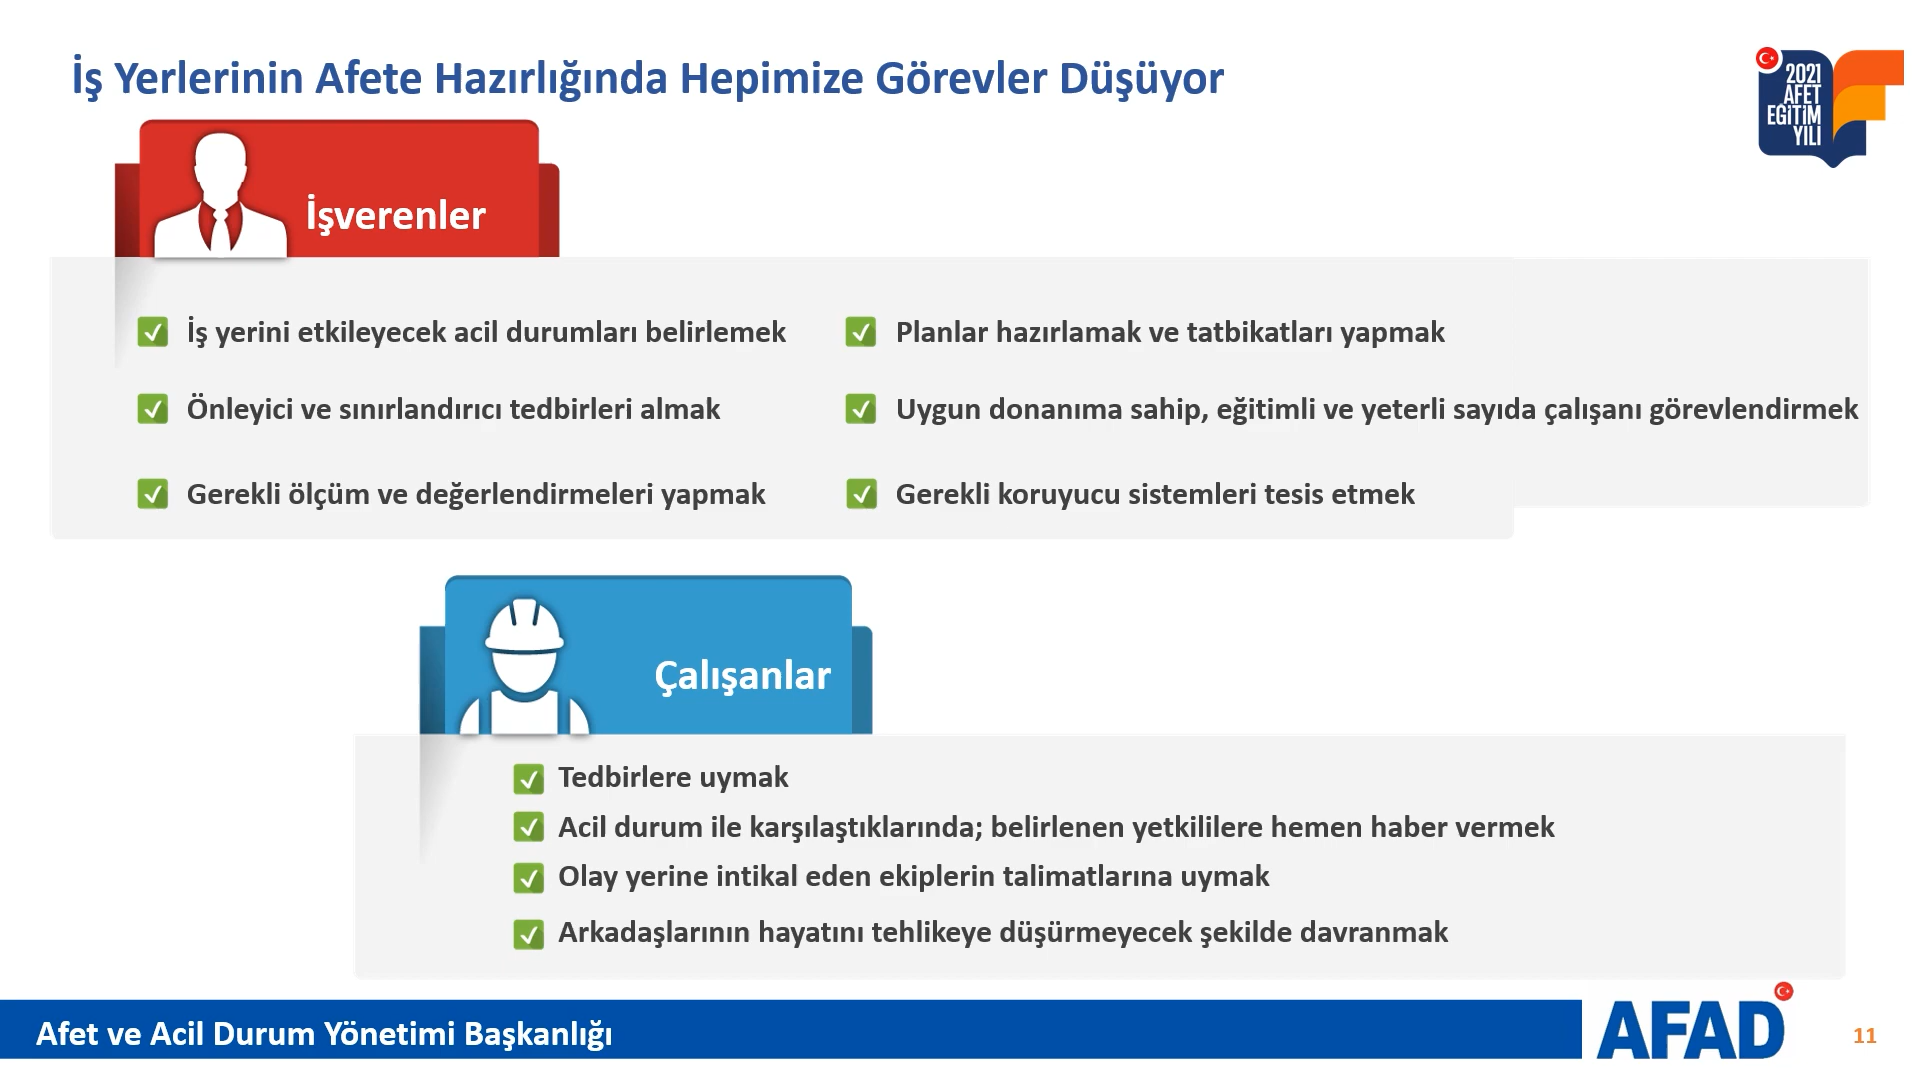 İş Yerlerinin Afete Hazırlığında Hepimize Görevler Düşüyor
2021
AFET
EĞİTİM
YILI
İşverenler
İş yerini etkileyecek acil durumları belirlemek
Önleyici ve sınırlandırıcı tedbirleri almak
Gerekli ölçüm ve değerlendirmeleri yapmak
Planlar hazırlamak ve tatbikatları yapmak
Uygun donanıma sahip, eğitimli ve yeterli sayıda çalışanı görevlendirmek
Gerekli koruyucu sistemleri tesis etmek
Çalışanlar
Tedbirlere uymak
Acil durum ile karşılaştıklarında; belirlenen yetkililere hemen haber vermek
Olay yerine intikal eden ekiplerin talimatlarına uymak
Arkadaşlarının hayatını tehlikeye düşürmeyecek şekilde davranmak
Afet ve Acil Durum Yönetimi Başkanlığı
AFAD
11